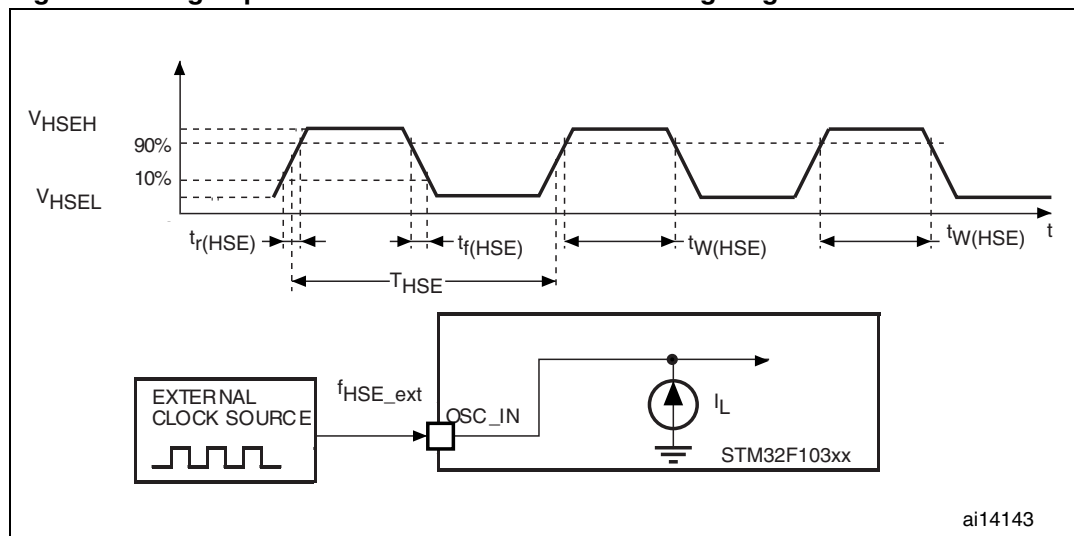 VHSEH
90%
10%
VHSEL
tr(HSE)
tf(HSE)
tW(HSE)
tW(HSE)
t
THSE
EXTERNAL
CLOCK SOURCE
fHSE_ext
OSC_IN
IL
STM32F103xx
ai14143